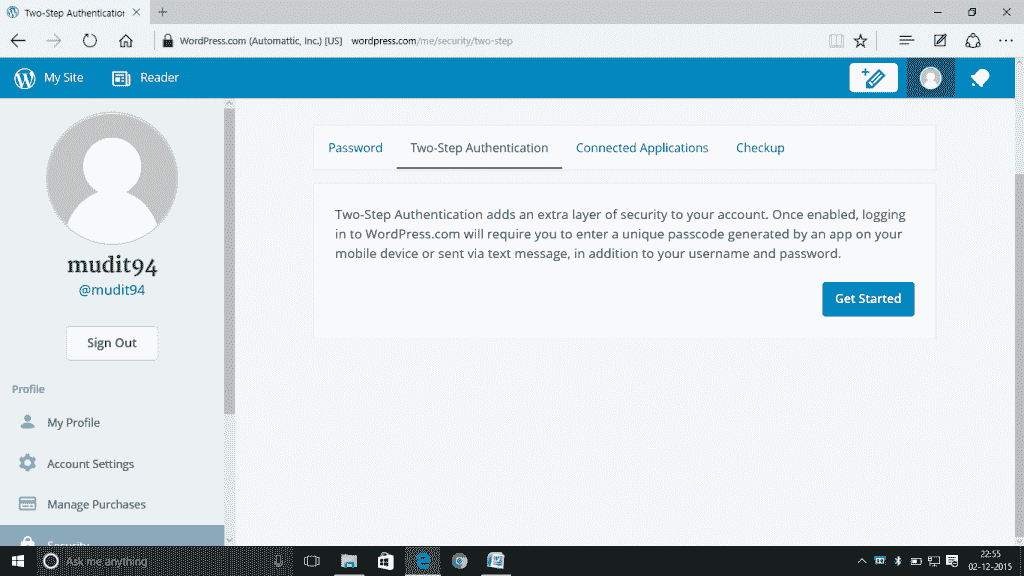 Two-Step Authentication
WordPress.com (Automattic, Inc.) [US] wordpress.com/me/security/two-step
My Site
Reader
mudit94
@mudit94
Sign Out
Profile
My Profile
Account Settings
Manage Purchases
Security
Password
Two-Step Authentication
Connected Applications
Checkup
Two-Step Authentication adds an extra layer of security to your account. Once enabled, logging
in to WordPress.com will require you to enter a unique passcode generated by an app on your
mobile device or sent via text message, in addition to your username and password.
Get Started
Ask me anything
22:55
02-12-2015